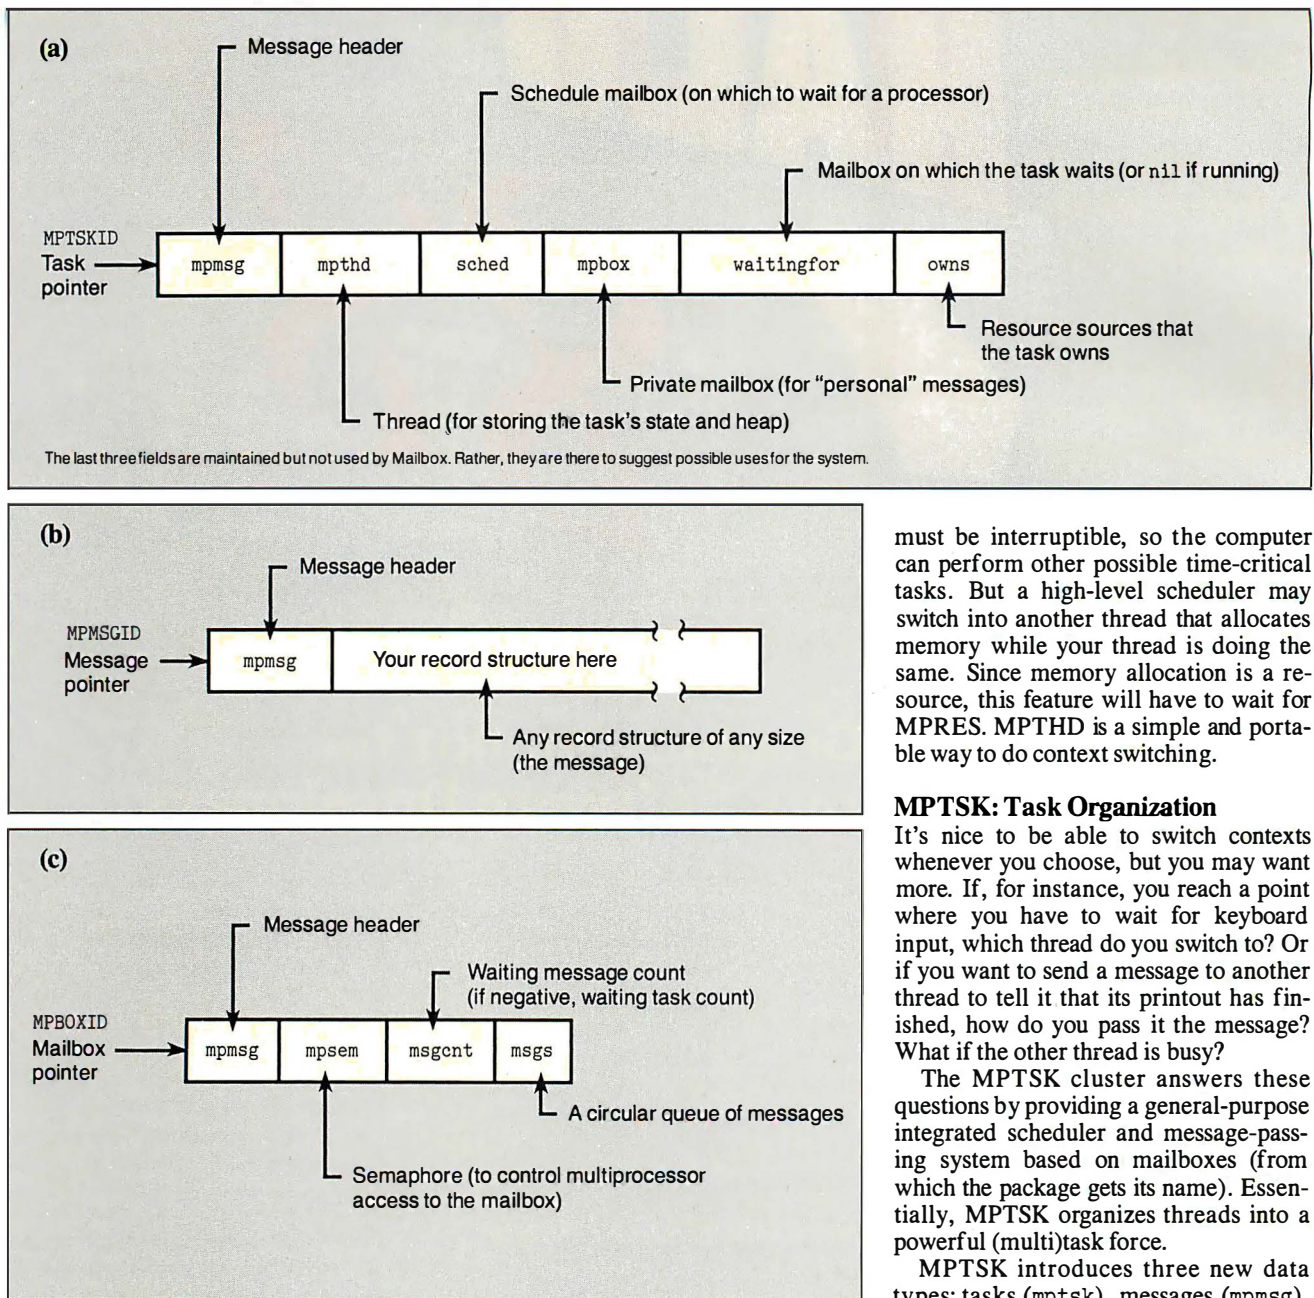 (a)
Message header
Schedule mailbox (on which to wait for a processor)
Mailbox on which the task waits (or nil if running)
MPTSKID
Task
pointer
mpmsg
mpthd
sched
mpbox
waitingfor
owns
Resource sources that
the task owns
Private mailbox (for "personal" messages)
Thread (for storing the task's state and heap)
The last three fields are maintained but not used by Mailbox. Rather, they are there to suggest possible uses for the system.
(b)
Message header
MPMSGID
Message
pointer
mpmsg
Your record structure here
Any record structure of any size
(the message)
(c)
Message header
Waiting message count
(if negative, waiting task count)
MPBOXID
Mailbox
pointer
mpmsg
mpsem
msgcnt
msgs
A circular queue of messages
Semaphore (to control multiprocessor
access to the mailbox)
must be interruptible, so the computer
can perform other possible time-critical
tasks. But a high-level scheduler may
switch into another thread that allocates
memory while your thread is doing the
same. Since memory allocation is a re-
source, this feature will have to wait for
MPRES. MPTHD is a simple and porta-
ble way to do context switching.
MPTSK: Task Organization
It's nice to be able to switch contexts
whenever you choose, but you may want
more. If, for instance, you reach a point
where you have to wait for keyboard
input, which thread do you switch to? Or
if you want to send a message to another
thread to tell it that its printout has fin-
ished, how do you pass it the message?
What if the other thread is busy?
The MPTSK cluster answers these
questions by providing a general-purpose
integrated scheduler and message-pass-
ing system based on mailboxes (from
which the package gets its name). Essen-
tially, MPTSK organizes threads into a
powerful (multi)task force.
MPTSK introduces three new data
types: tasks (mptsk), messages (mpmsg),